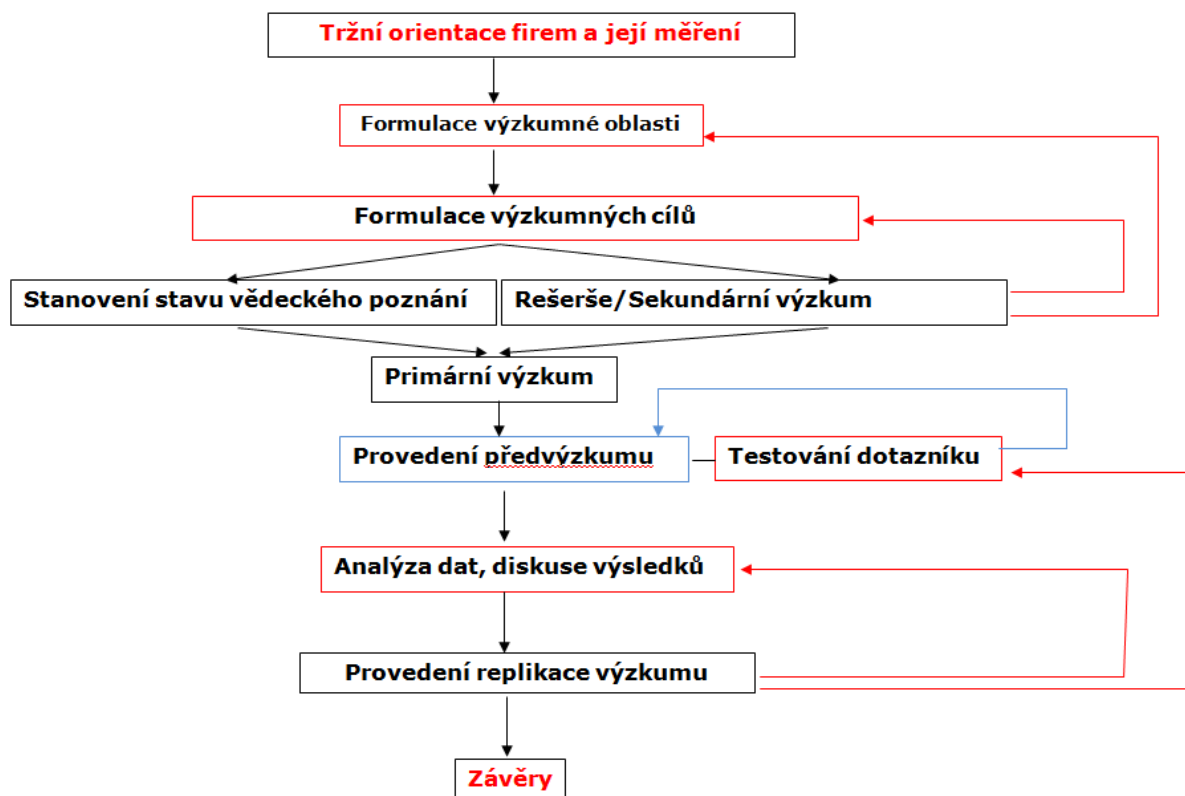 Tržní orientace firem a její měření
Formulace výzkumné oblasti
Formulace výzkumných cílů
Stanovení stavu vědeckého poznání
Rešerše/Sekundární výzkum
Primární výzkum
Provedení předvýzkumu
Testování dotazníku
Analýza dat, diskuse výsledků
Provedení replikace výzkumu
Závěry